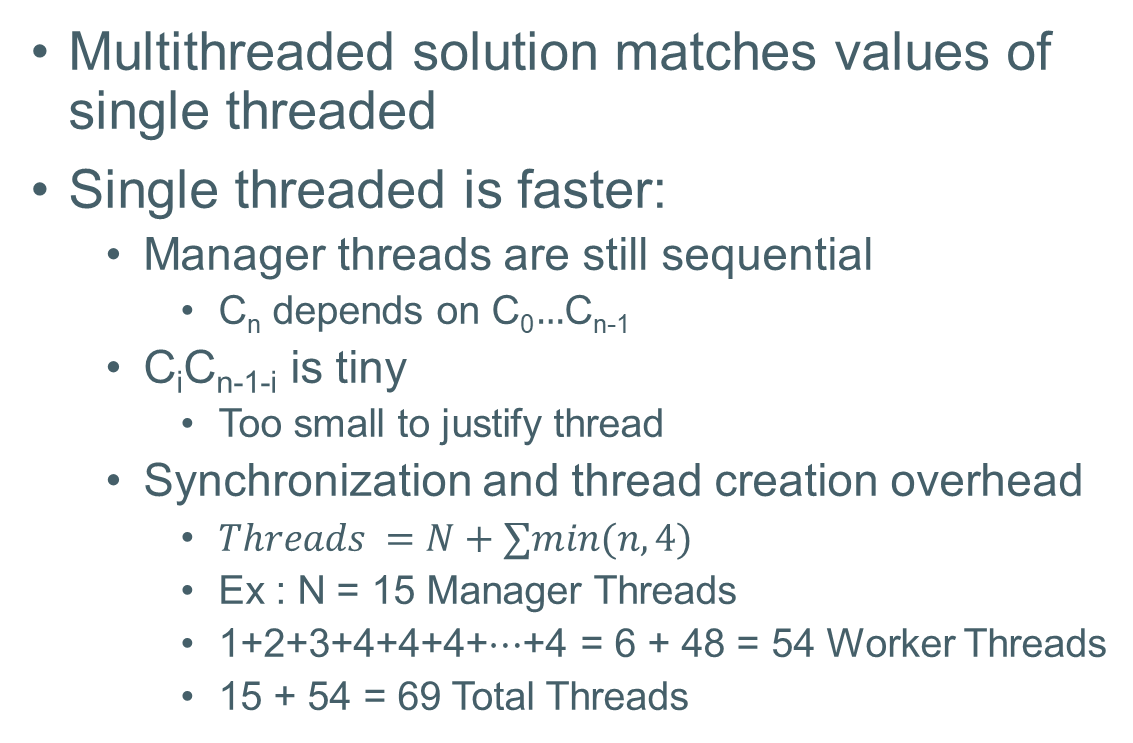 • Multithreaded solution matches values of
single threaded
• Single threaded is faster:
• Manager threads are still sequential
• Cₙ depends on C₀...Cₙ₋₁
• CᵢCₙ₋₁₋ᵢ is tiny
• Too small to justify thread
• Synchronization and thread creation overhead
• Threads = N + ∑min(n, 4)
• Ex : N = 15 Manager Threads
• 1+2+3+4+4+4+⋯+4 = 6 + 48 = 54 Worker Threads
• 15 + 54 = 69 Total Threads